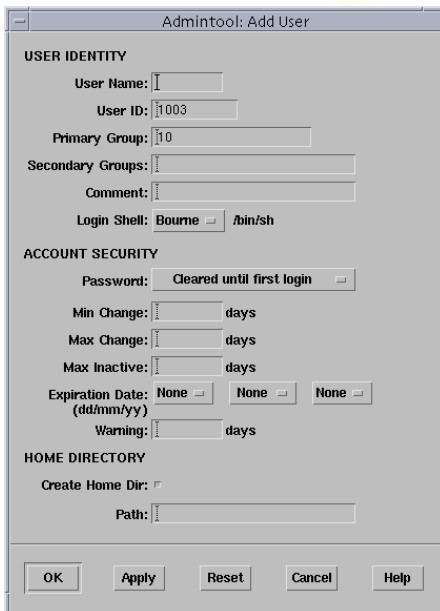 Admintool: Add User
USER IDENTITY
User Name:
User ID: 1003
Primary Group: 10
Secondary Groups:
Comment:
Login Shell: Bourne /bin/sh
ACCOUNT SECURITY
Password: Cleared until first login
Min Change: days
Max Change: days
Max Inactive: days
Expiration Date: None None None
(dd/mm/yy)
Warning: days
HOME DIRECTORY
Create Home Dir:
Path:
OK Apply Reset Cancel Help